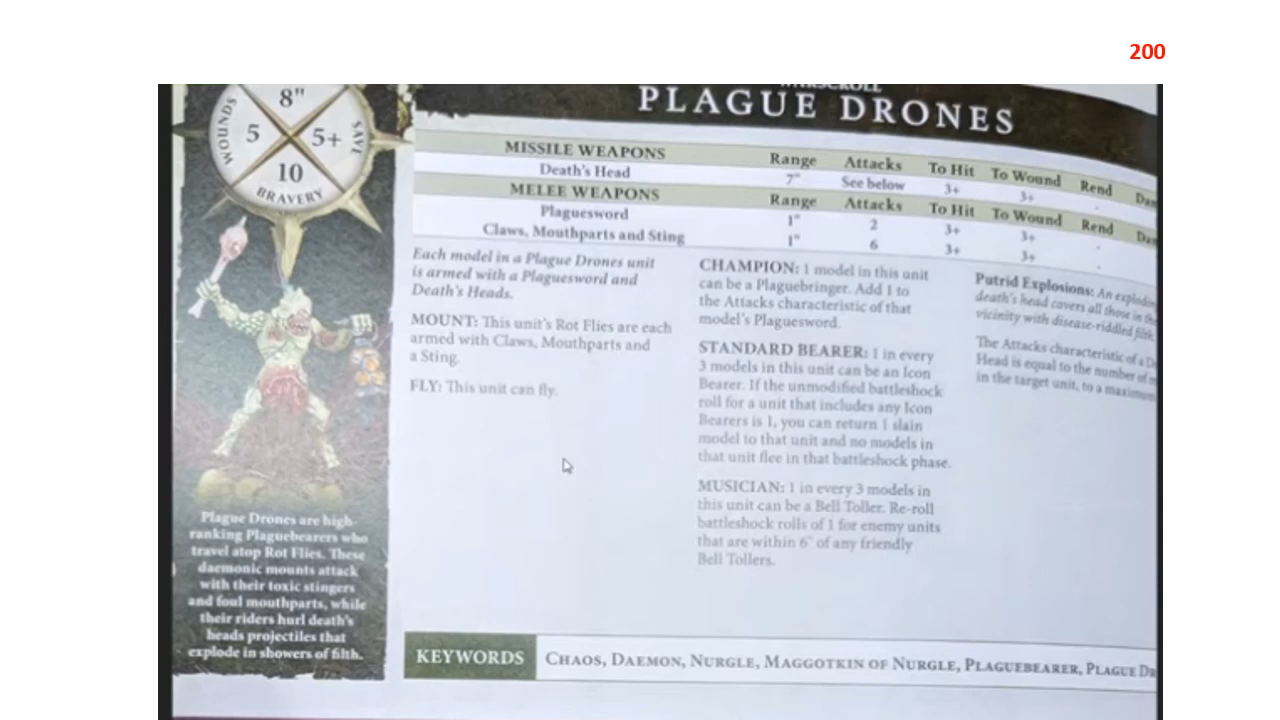 200
WARSCROLL
PLAGUE DRONES
8"
WOUNDS
5
5+
SAVE
10
BRAVERY
MISSILE WEAPONS Range Attacks To Hit To Wound Rend
Death's Head 7" See below 3+ 3+ -
MELEE WEAPONS Range Attacks To Hit To Wound Rend
Plaguesword 1" 2 3+ 3+ -
Claws, Mouthparts and Sting 1" 6 3+ 3+ -
Each model in a Plague Drones unit
is armed with a Plaguesword and
Death's Heads.
MOUNT: This unit's Rot Flies are each
armed with Claws, Mouthparts and
a Sting.
FLY: This unit can fly.
CHAMPION: 1 model in this unit
can be a Plaguebringer. Add 1 to
the Attacks characteristic of that
model's Plaguesword.
STANDARD BEARER: 1 in every
3 models in this unit can be an Icon
Bearer. If the unmodified battleshock
roll for a unit that includes any Icon
Bearers is 1, you can return 1 slain
model to that unit and no models in
that unit flee in that battleshock phase.
MUSICIAN: 1 in every 3 models in
this unit can be a Bell Toller. Re-roll
battleshock rolls of 1 for enemy units
that are within 6" of any friendly
Bell Tollers.
Putrid Explosions: An exploding
death's head covers all those in the
vicinity with disease-riddled filth.
The Attacks characteristic of a
Head is equal to the number of
in the target unit, to a maximum
Plague Drones are high-
ranking Plaguebearers who
travel atop Rot Flies. These
daemonic mounts attack
with their toxic stingers
and foul mouthparts, while
their riders hurl death's
heads projectiles that
explode in showers of filth.
KEYWORDS CHAOS, DAEMON, NURGLE, MAGGOTKIN OF NURGLE, PLAGUEBEARER, PLAGUE